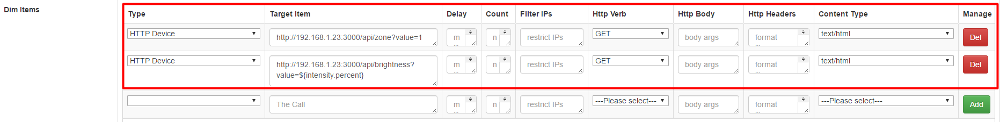 Dim Items
Type Target Item Delay Count Filter IPs Http Verb Http Body Http Headers Content Type Manage
HTTP Device http://192.168.1.23:3000/api/zone?value=1 m n restrict IPs GET body args format text/html Del
HTTP Device http://192.168.1.23:3000/api/brightness? m n restrict IPs GET body args format text/html Del
value=${intensity.percent}
The Call m n restrict IPs ---Please select--- body args format ---Please select--- Add